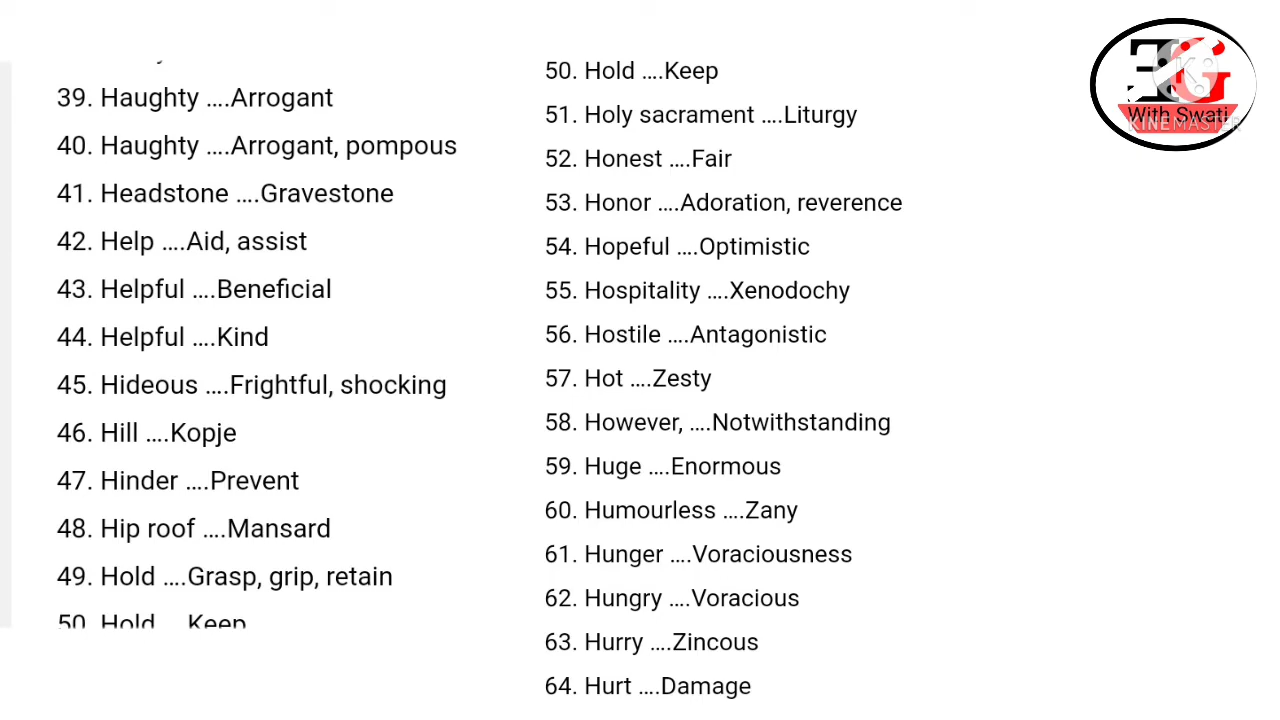 39. Haughty ....Arrogant
40. Haughty ....Arrogant, pompous
41. Headstone ....Gravestone
42. Help ....Aid, assist
43. Helpful ....Beneficial
44. Helpful ....Kind
45. Hideous ....Frightful, shocking
46. Hill ....Kopje
47. Hinder ....Prevent
48. Hip roof ....Mansard
49. Hold ....Grasp, grip, retain
50. Hold ....Keep
50. Hold ....Keep
51. Holy sacrament ....Liturgy
52. Honest ....Fair
53. Honor ....Adoration, reverence
54. Hopeful ....Optimistic
55. Hospitality ....Xenodochy
56. Hostile ....Antagonistic
57. Hot ....Zesty
58. However, ....Notwithstanding
59. Huge ....Enormous
60. Humourless ....Zany
61. Hunger ....Voraciousness
62. Hungry ....Voracious
63. Hurry ....Zincous
64. Hurt ....Damage
With Swati
KINEMASTER